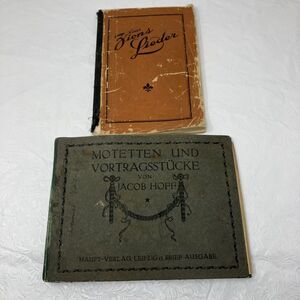 Zions
Lieder
MOTETTEN UND
VORTRAGSSTÜCKE
VON
JACOB HOFF
HAUPT-VERLAG, LEIPZIG
AUSGABE